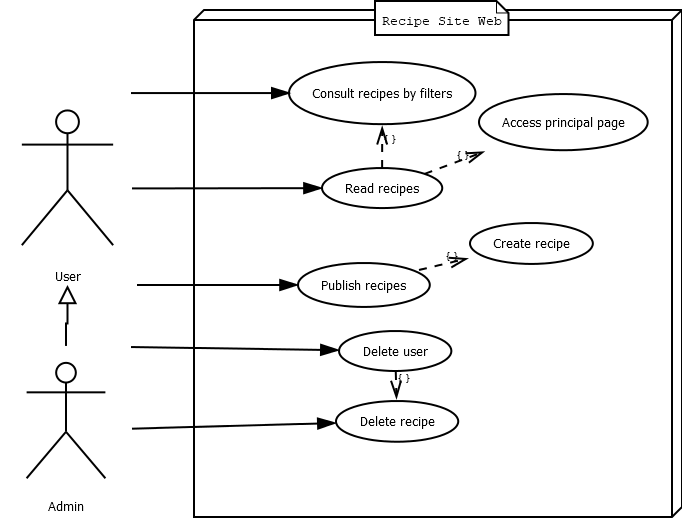 Recipe Site Web
Consult recipes by filters
Access principal page
{ }
{ }
Read recipes
Create recipe
{ }
User
Publish recipes
Delete user
{ }
Delete recipe
Admin